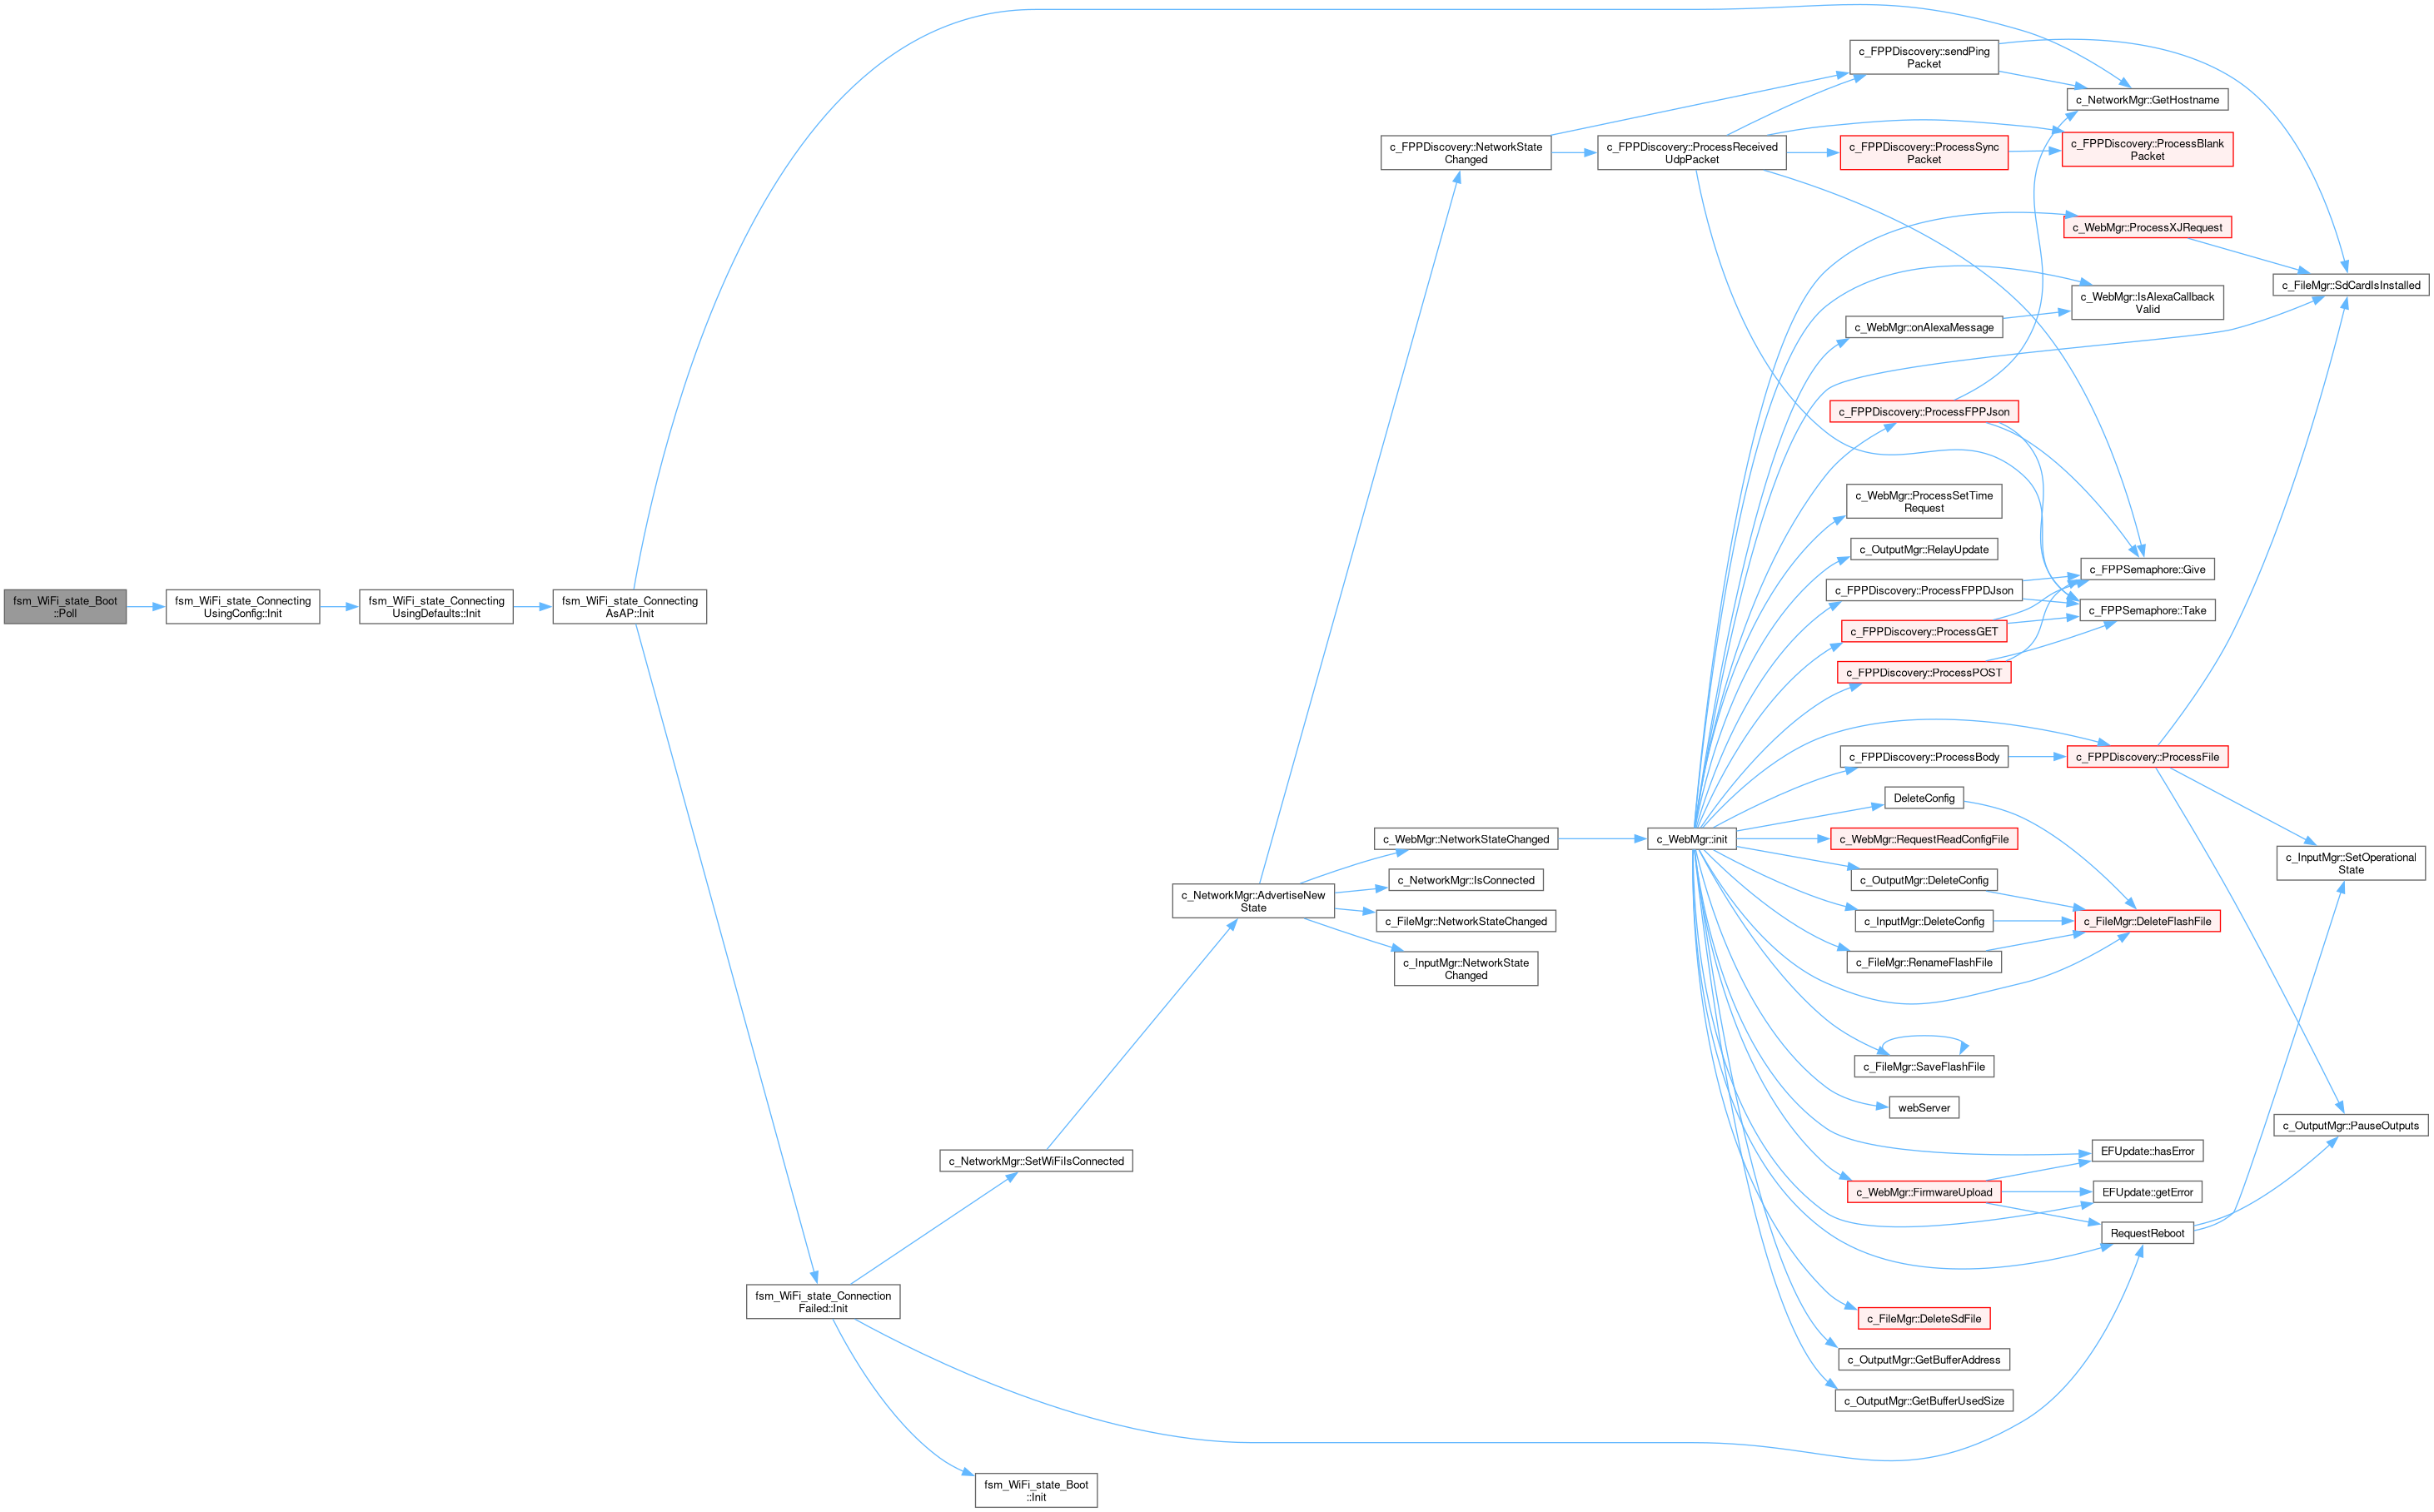 fsm_WiFi_state_Boot
::Poll
fsm_WiFi_state_Connecting
UsingConfig::Init
fsm_WiFi_state_Connecting
UsingDefaults::Init
fsm_WiFi_state_Connecting
AsAP::Init
fsm_WiFi_state_Connection
Failed::Init
fsm_WiFi_state_Boot
::Init
c_NetworkMgr::SetWiFiIsConnected
c_NetworkMgr::AdvertiseNew
State
c_FPPDiscovery::NetworkState
Changed
c_WebMgr::NetworkStateChanged
c_NetworkMgr::IsConnected
c_FileMgr::NetworkStateChanged
c_InputMgr::NetworkState
Changed
c_FPPDiscovery::ProcessReceived
UdpPacket
c_WebMgr::init
c_FPPDiscovery::sendPing
Packet
c_FPPDiscovery::ProcessSync
Packet
c_WebMgr::onAlexaMessage
c_FPPDiscovery::ProcessFPPJson
c_WebMgr::ProcessSetTime
Request
c_OutputMgr::RelayUpdate
c_FPPDiscovery::ProcessFPPDJson
c_FPPDiscovery::ProcessGET
c_FPPDiscovery::ProcessPOST
c_FPPDiscovery::ProcessBody
DeleteConfig
c_WebMgr::RequestReadConfigFile
c_OutputMgr::DeleteConfig
c_InputMgr::DeleteConfig
c_FileMgr::RenameFlashFile
c_FileMgr::SaveFlashFile
webServer
c_WebMgr::FirmwareUpload
c_FileMgr::DeleteSdFile
c_OutputMgr::GetBufferAddress
c_OutputMgr::GetBufferUsedSize
c_NetworkMgr::GetHostname
c_FPPDiscovery::ProcessBlank
Packet
c_WebMgr::ProcessXJRequest
c_WebMgr::IsAlexaCallback
Valid
c_FPPSemaphore::Give
c_FPPSemaphore::Take
c_FPPDiscovery::ProcessFile
c_FileMgr::DeleteFlashFile
EFUpdate::hasError
EFUpdate::getError
RequestReboot
c_FileMgr::SdCardIsInstalled
c_InputMgr::SetOperational
State
c_OutputMgr::PauseOutputs